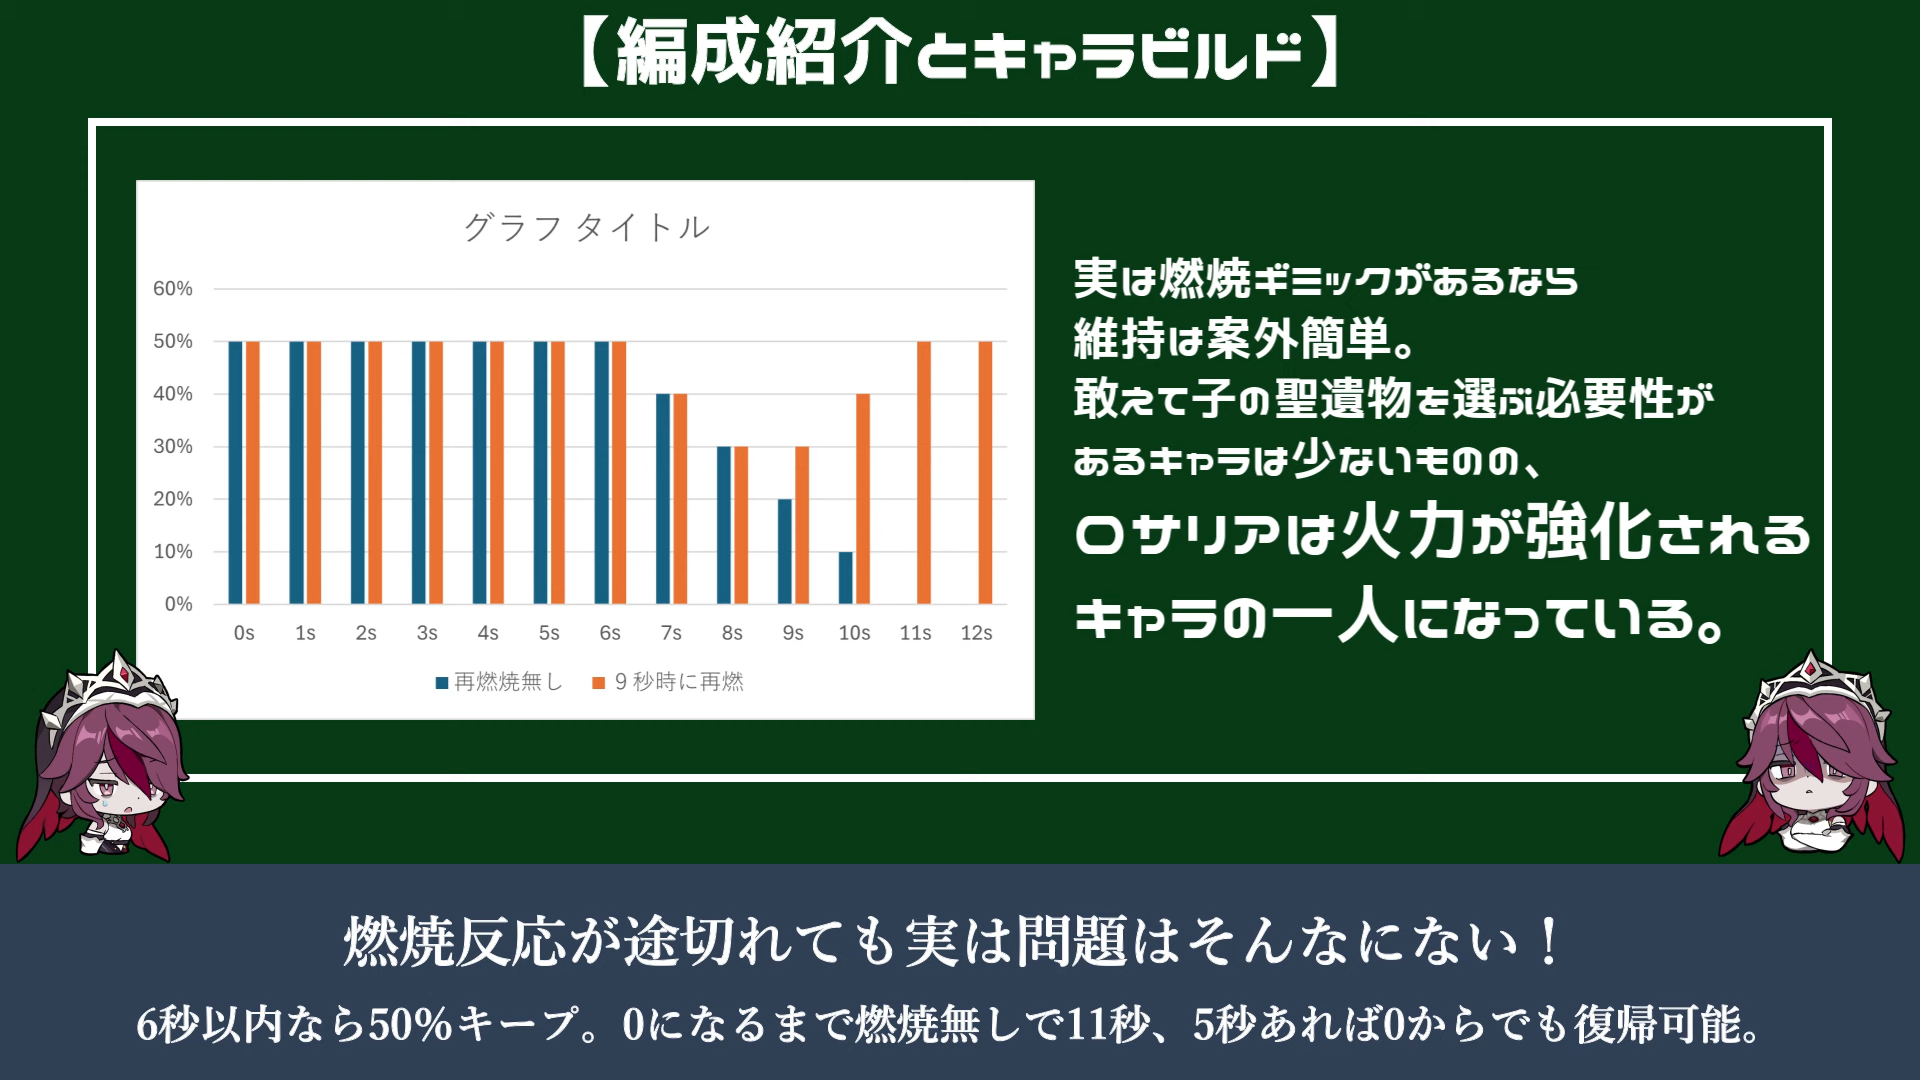 【編成紹介とキャラビルド】
グラフ タイトル
60%
50%
40%
30%
20%
10%
0%
0s 1s 2s 3s 4s 5s 6s 7s 8s 9s 10s 11s 12s
再燃焼無し 9秒時に再燃
実は燃焼ギミックがあるなら
維持は案外簡単。
敢えて子の聖遺物を選ぶ必要性が
あるキャラは少ないものの、
ロサリアは火力が強化される
キャラの一人になっている。
燃焼反応が途切れても実は問題はそんなにない！
6秒以内なら50%キープ。0になるまで燃焼無しで11秒、5秒あれば0からでも復帰可能。